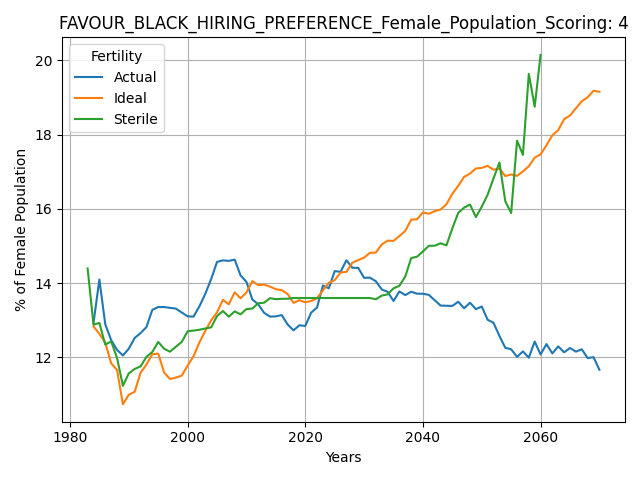 FAVOUR_BLACK_HIRING_PREFERENCE_Female_Population_Scoring: 4
Fertility
Actual
Ideal
Sterile
% of Female Population
20
18
16
14
12
1980
2000
2020
2040
2060
Years